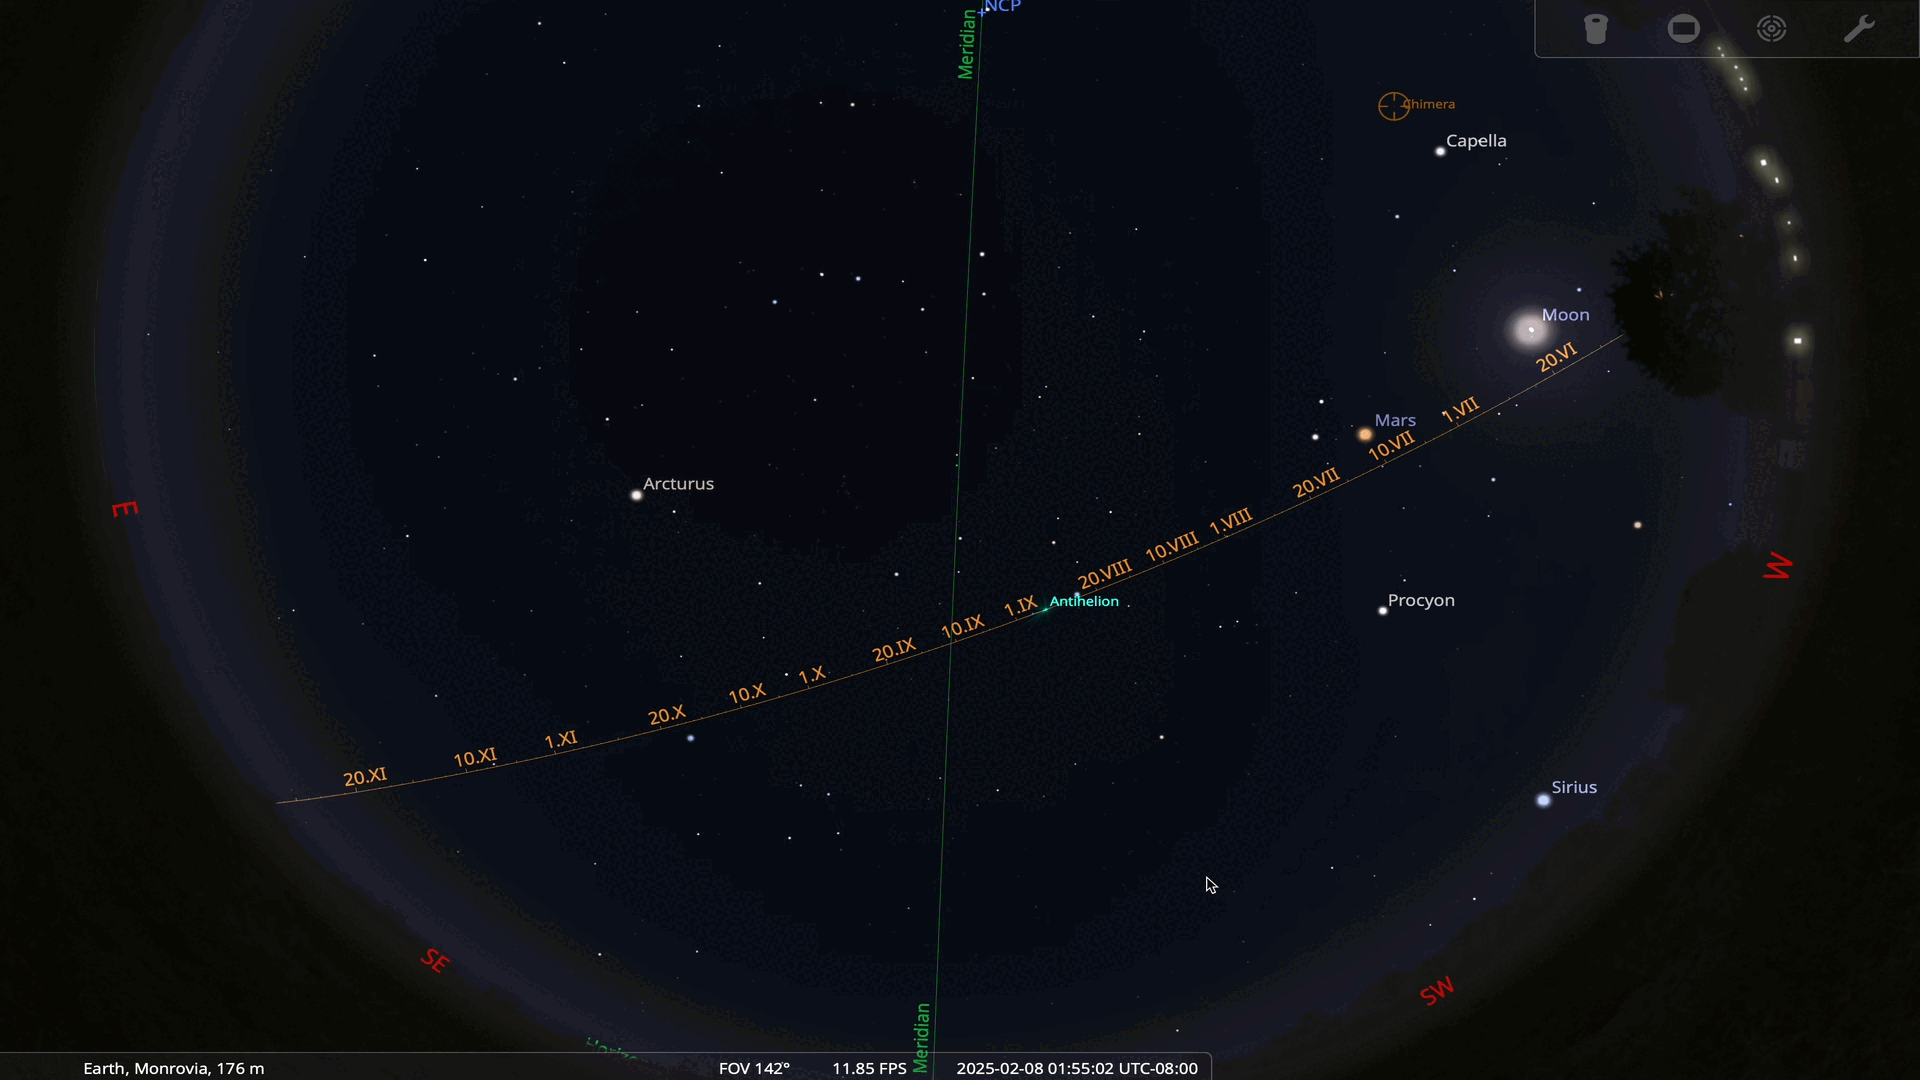 NCP
Meridian
Chimera
Capella
Moon
20.VI
1.VII
Mars
10.VII
20.VII
Arcturus
E
1.VIII
10.VIII
W
20.VIII
Antihelion
Procyon
1.IX
10.IX
20.IX
1.X
10.X
20.X
1.XI
10.XI
20.XI
Sirius
SE
SW
Meridian
Earth, Monrovia, 176 m
FOV 142°
11.85 FPS
2025-02-08 01:55:02 UTC-08:00